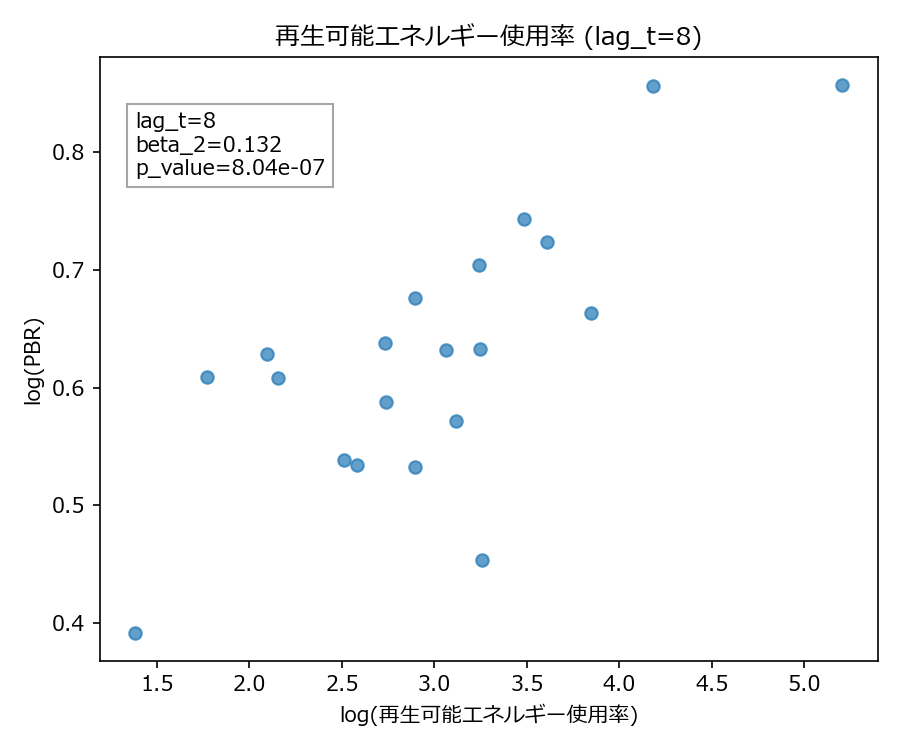 再生可能エネルギー使用率 (lag_t=8)
lag_t=8
beta_2=0.132
p_value=8.04e-07
0.8
0.7
0.6
0.5
0.4
log(PBR)
1.5 2.0 2.5 3.0 3.5 4.0 4.5 5.0
log(再生可能エネルギー使用率)